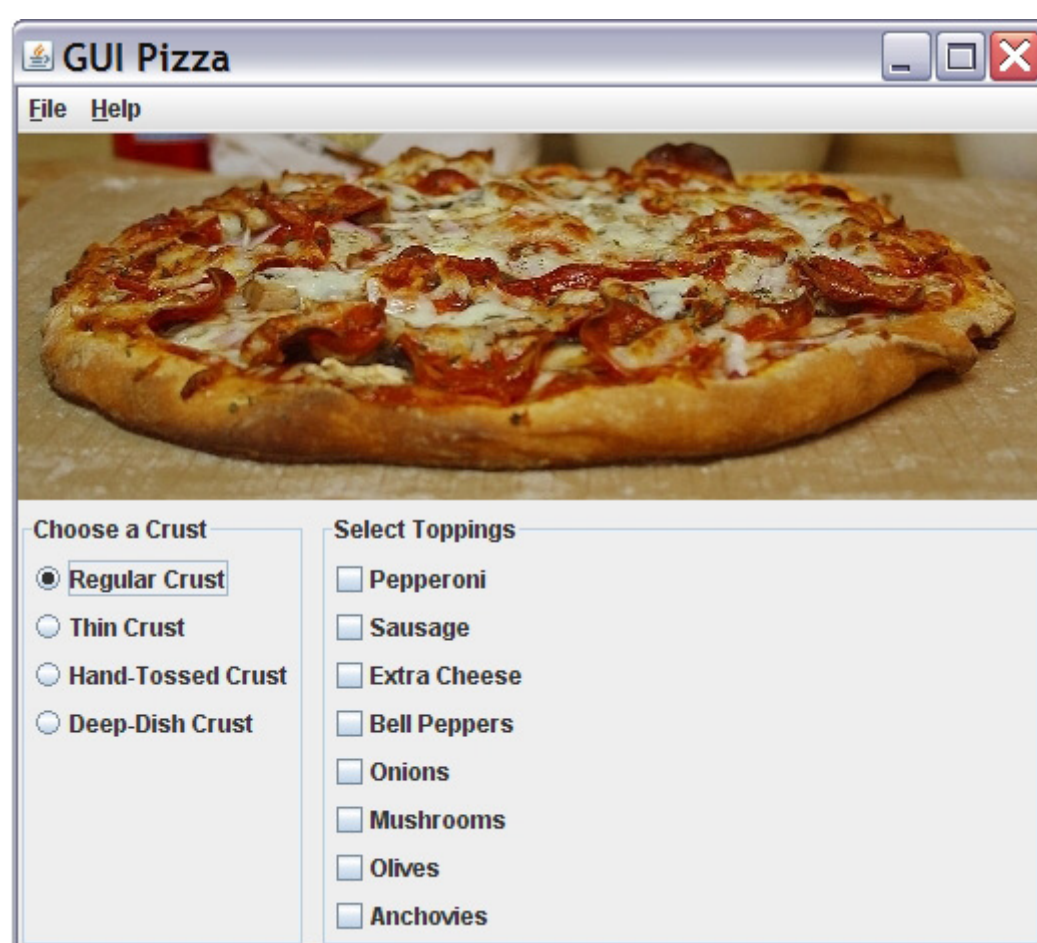 GUI Pizza
File Help
Choose a Crust
Regular Crust
Thin Crust
Hand-Tossed Crust
Deep-Dish Crust
Select Toppings
Pepperoni
Sausage
Extra Cheese
Bell Peppers
Onions
Mushrooms
Olives
Anchovies